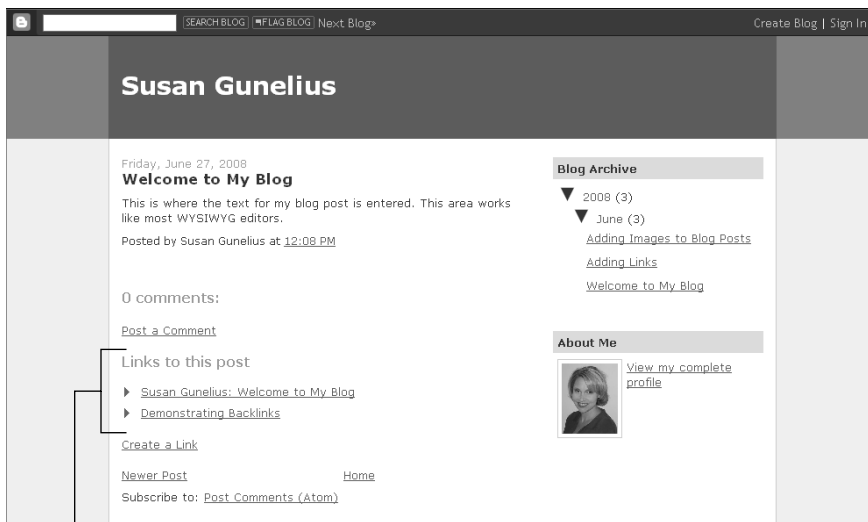 SEARCH BLOG FLAG BLOG Next Blog» Create Blog | Sign In
Susan Gunelius
Friday, June 27, 2008
Welcome to My Blog
This is where the text for my blog post is entered. This area works
like most WYSIWYG editors.
Posted by Susan Gunelius at 12:08 PM
0 comments:
Post a Comment
Links to this post
Susan Gunelius: Welcome to My Blog
Demonstrating Backlinks
Create a Link
Newer Post Home
Subscribe to: Post Comments (Atom)
Blog Archive
▼ 2008 (3)
▼ June (3)
Adding Images to Blog Posts
Adding Links
Welcome to My Blog
About Me
View my complete
profile